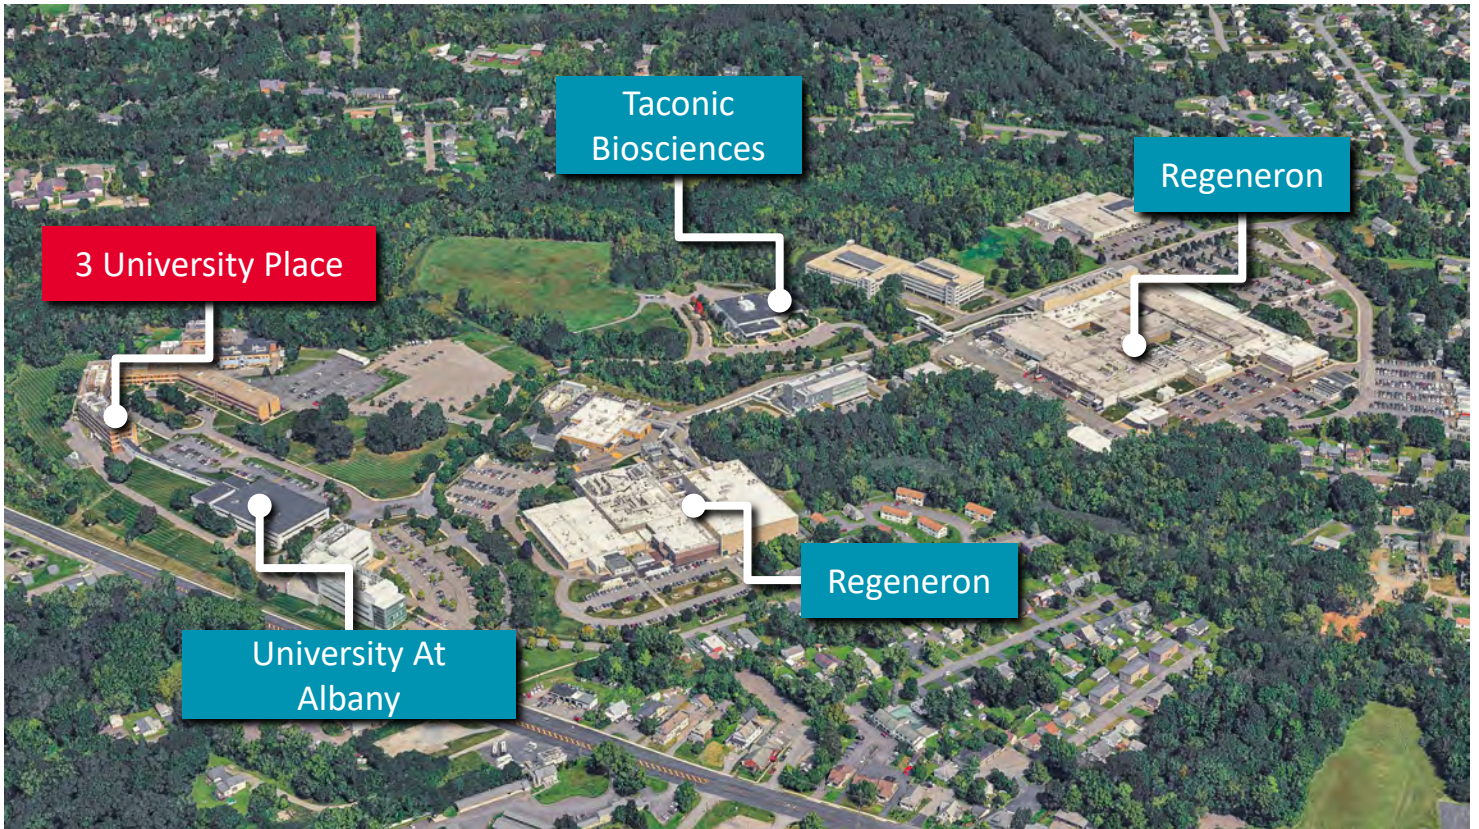 Taconic
Biosciences
Regeneron
3 University Place
Regeneron
University At
Albany